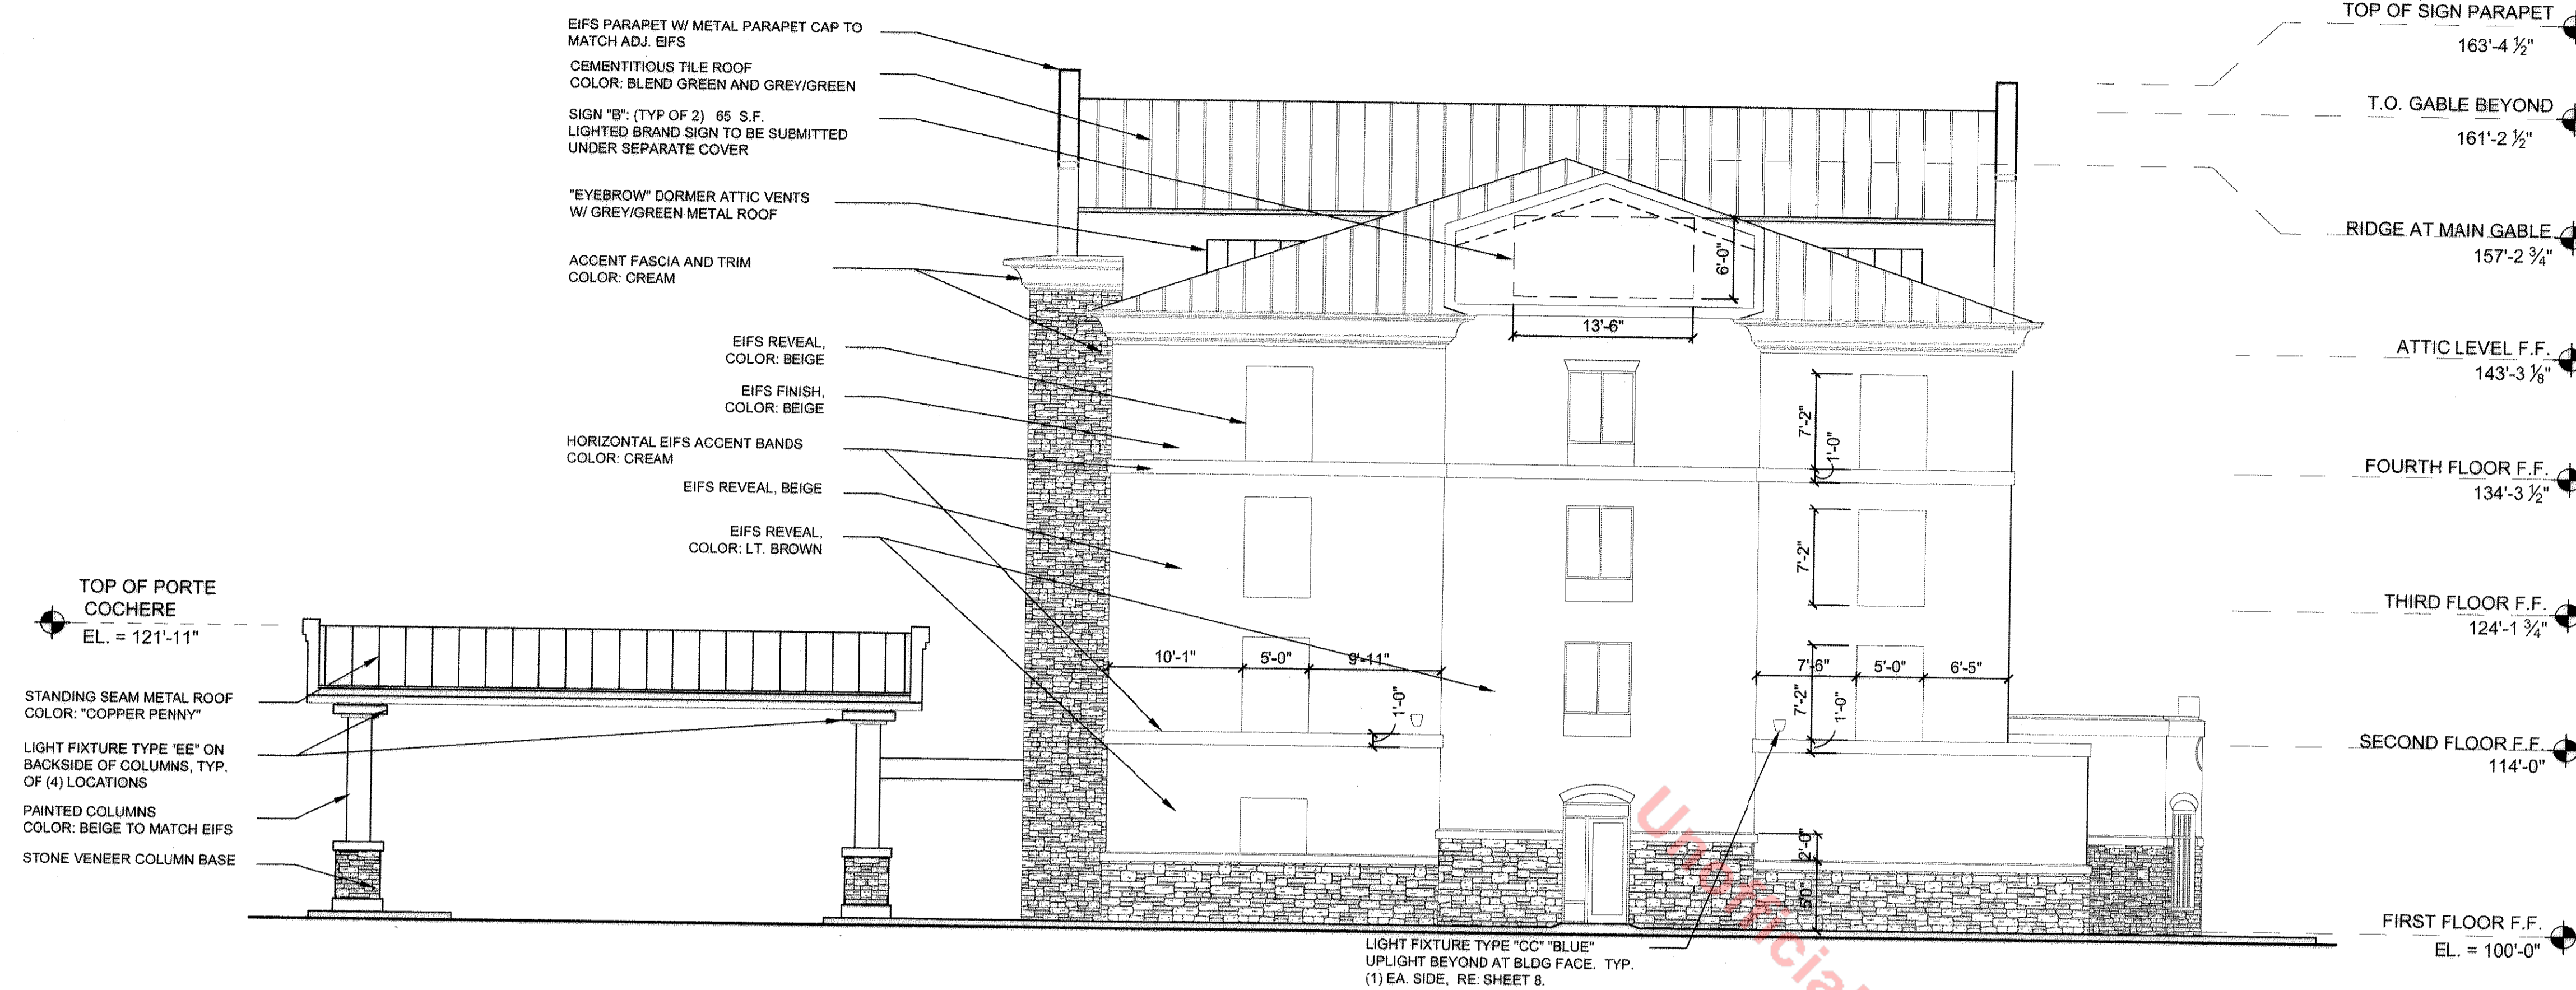 EIFS PARAPET W/ METAL PARAPET CAP TO
MATCH ADJ. EIFS
CEMENTITIOUS TILE ROOF
COLOR: BLEND GREEN AND GREY/GREEN
SIGN "B": (TYP OF 2) 65 S.F.
LIGHTED BRAND SIGN TO BE SUBMITTED
UNDER SEPARATE COVER
"EYEBROW" DORMER ATTIC VENTS
W/ GREY/GREEN METAL ROOF
ACCENT FASCIA AND TRIM
COLOR: CREAM
EIFS REVEAL,
COLOR: BEIGE
EIFS FINISH,
COLOR: BEIGE
HORIZONTAL EIFS ACCENT BANDS
COLOR: CREAM
EIFS REVEAL, BEIGE
EIFS REVEAL,
COLOR: LT. BROWN
TOP OF PORTE
COCHERE
EL. = 121'-11"
STANDING SEAM METAL ROOF
COLOR: "COPPER PENNY"
LIGHT FIXTURE TYPE "EE" ON
BACKSIDE OF COLUMNS, TYP.
OF (4) LOCATIONS
PAINTED COLUMNS
COLOR: BEIGE TO MATCH EIFS
STONE VENEER COLUMN BASE
6'-0"
13'-6"
7'-2"
1'-0"
7'-2"
10'-1" 5'-0" 9'-11"
1'-0"
7'-6" 5'-0" 6'-5"
7'-2"
1'-0"
2'-0"
5'0"
LIGHT FIXTURE TYPE "CC" "BLUE"
UPLIGHT BEYOND AT BLDG FACE. TYP.
(1) EA. SIDE, RE: SHEET 8.
Unofficial
TOP OF SIGN PARAPET
163'-4 ½"
T.O. GABLE BEYOND
161'-2 ½"
RIDGE AT MAIN GABLE
157'-2 ¾"
ATTIC LEVEL F.F.
143'-3 ⅛"
FOURTH FLOOR F.F.
134'-3 ½"
THIRD FLOOR F.F.
124'-1 ¾"
SECOND FLOOR F.F.
114'-0"
FIRST FLOOR F.F.
EL. = 100'-0"